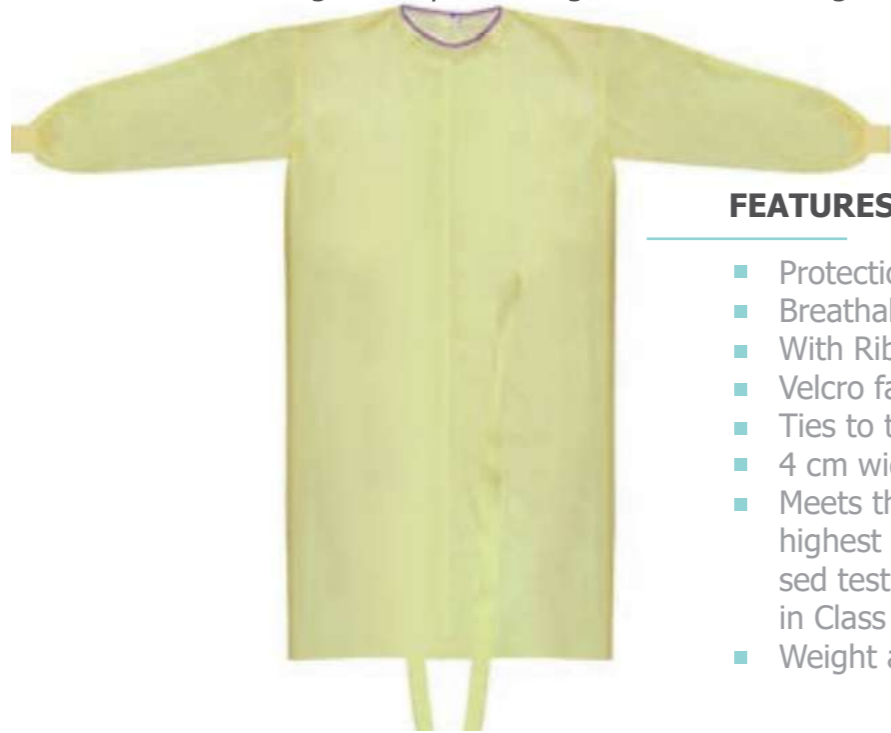 FEATURES
Protectio
Breathal
With Rib
Velcro fa
Ties to t
4 cm wi
Meets th
highest
sed test
in Class
Weight a